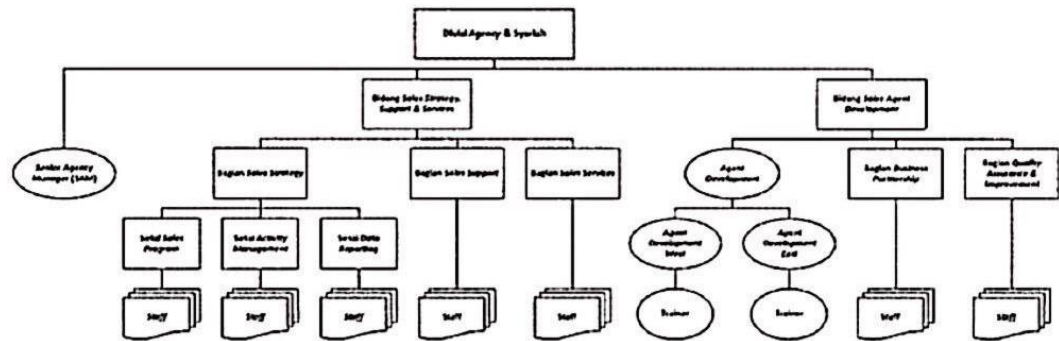 Divisi Agency & Syariah
Bidang Sales Strategy,
Support & Services
Bidang Sales Agent
Development
Senior Agency
Manager (SAM)
Bagian Sales Strategy
Bagian Sales Support
Bagian Sales Services
Agent
Development
Bagian Business
Partnership
Bagian Quality
Assurance &
Improvement
Seksi Sales
Program
Seksi Activity
Management
Seksi Data
Reporting
Agent
Development
West
Agent
Development
East
Staff
Staff
Staff
Staff
Staff
Trainer
Trainer
Staff
Staff